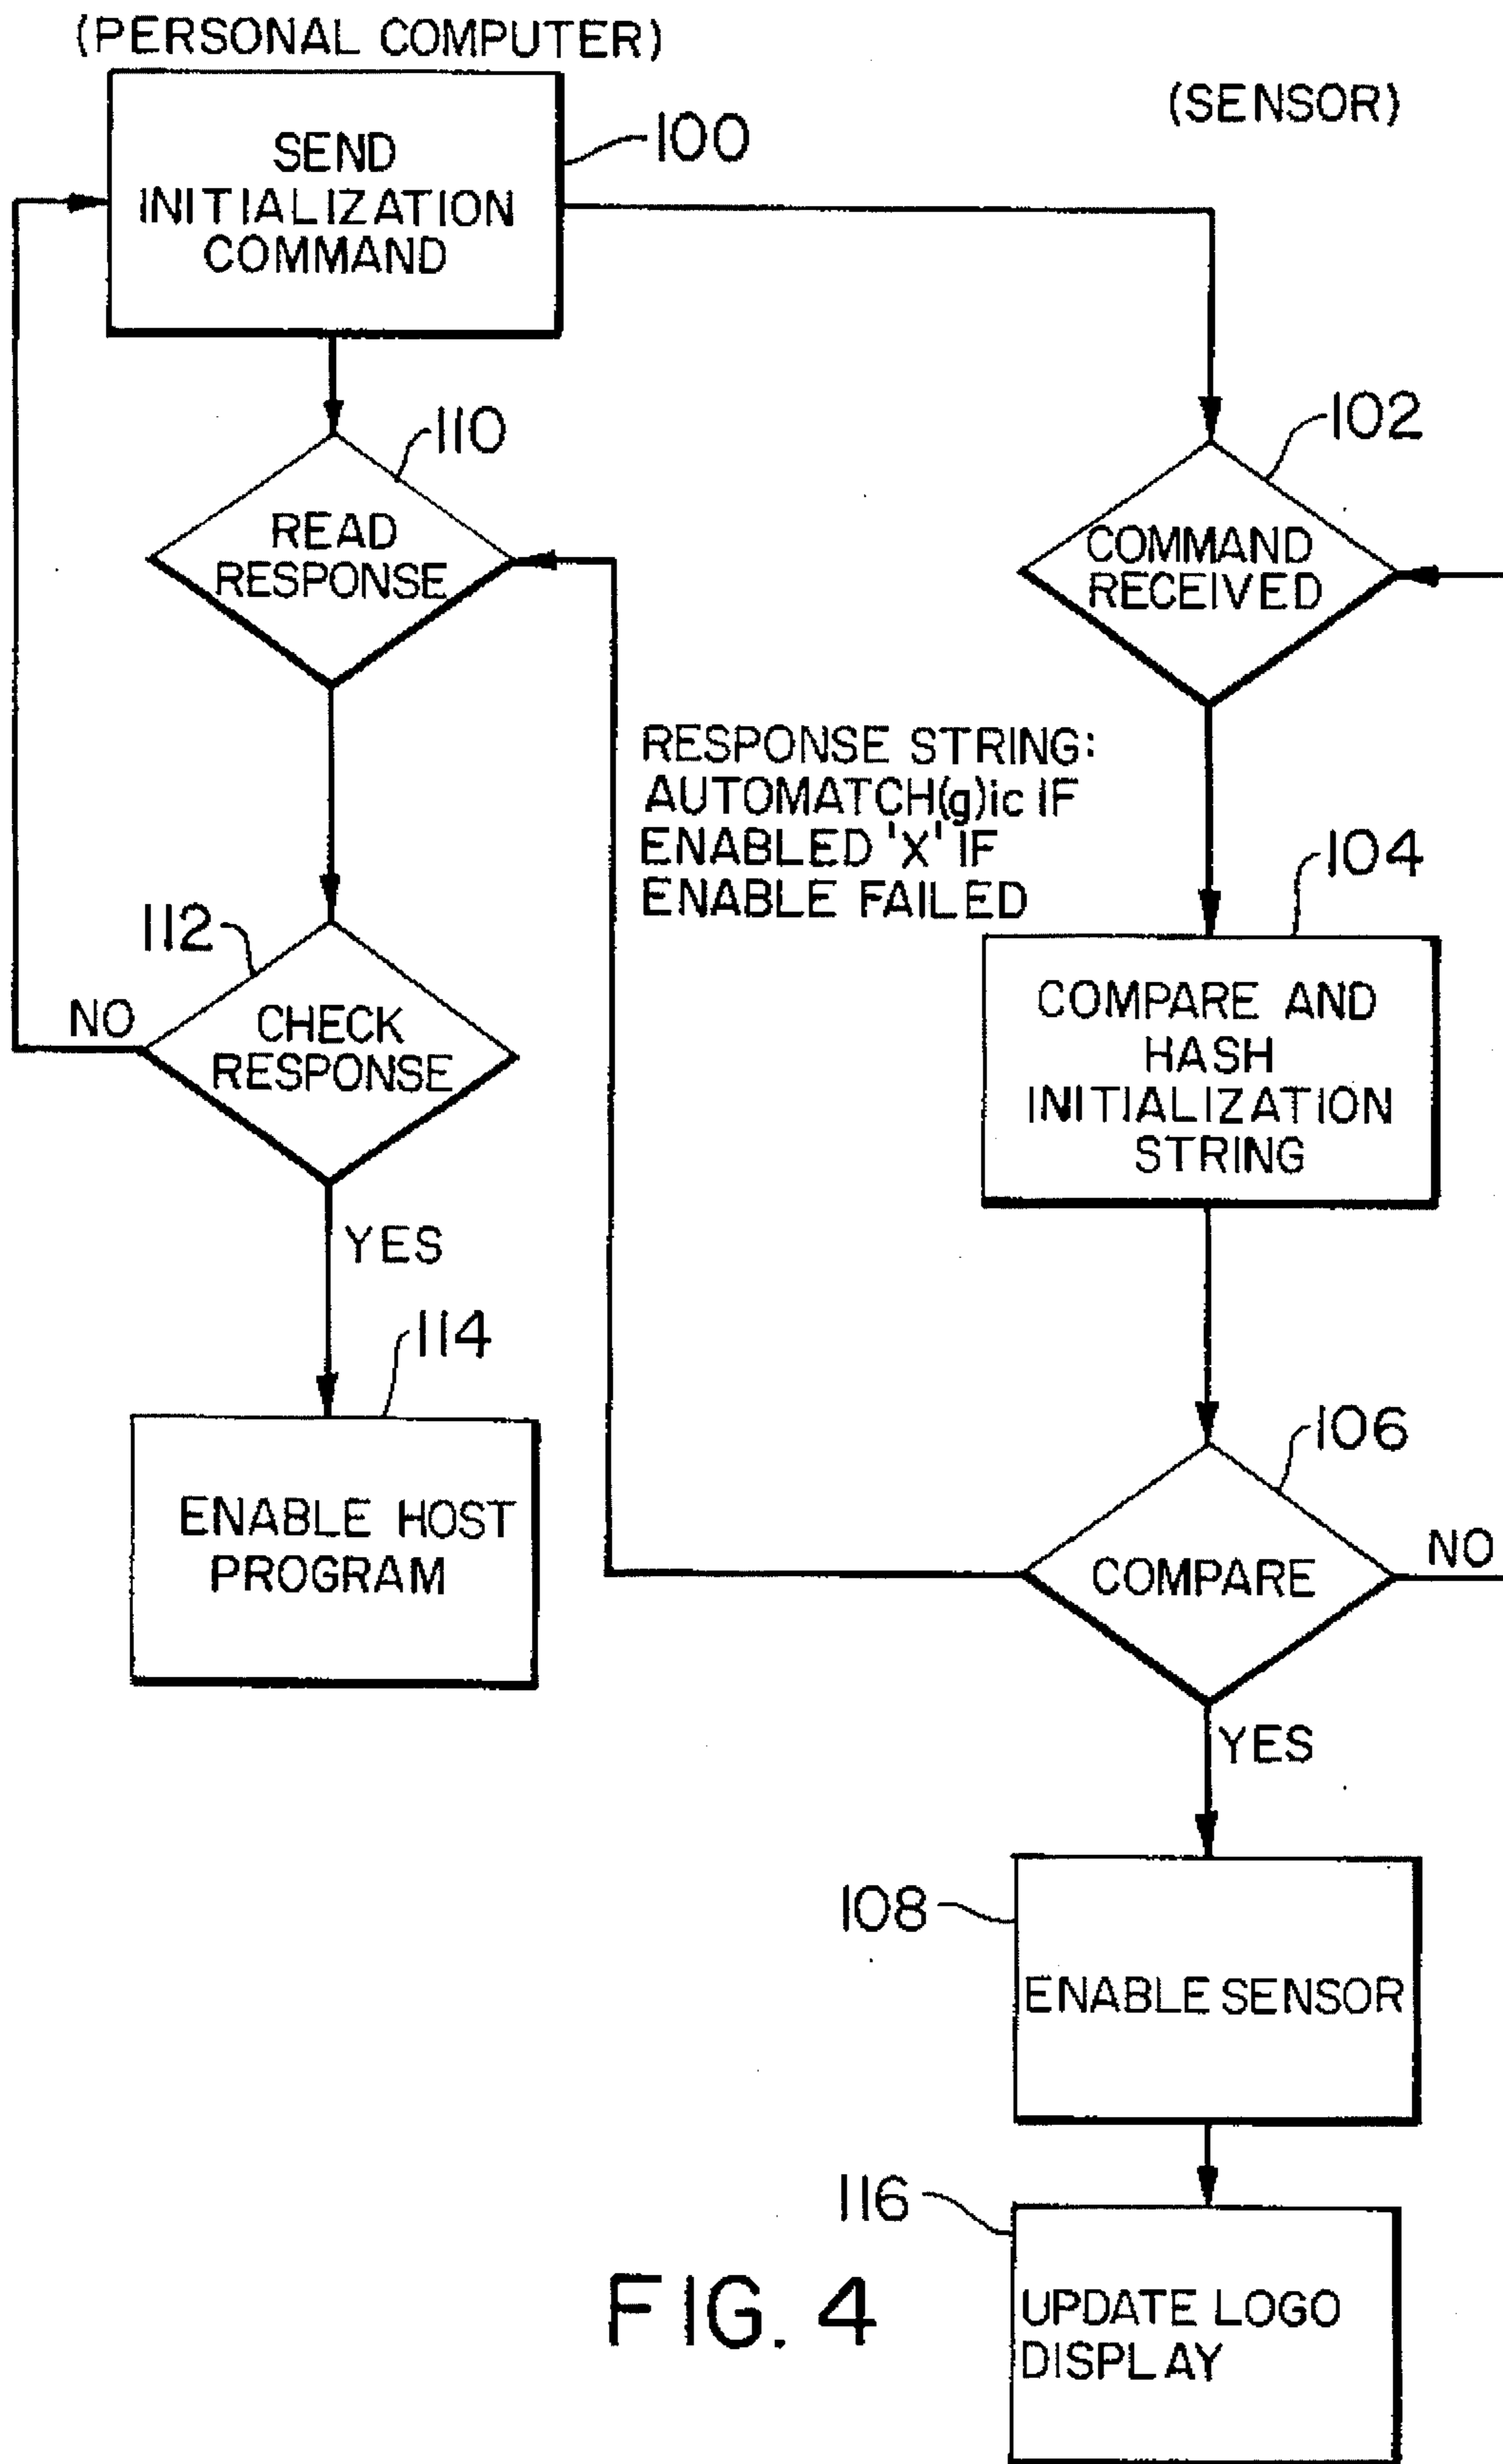 (PERSONAL COMPUTER)
(SENSOR)
SEND
INITIALIZATION
COMMAND
100
110
READ
RESPONSE
102
COMMAND
RECEIVED
RESPONSE STRING:
AUTOMATCH(g)ic IF
ENABLED 'X' IF
ENABLE FAILED
104
COMPARE AND
HASH
INITIALIZATION
STRING
112
NO
CHECK
RESPONSE
YES
114
ENABLE HOST
PROGRAM
106
COMPARE
NO
YES
108
ENABLE SENSOR
116
UPDATE LOGO
DISPLAY
FIG. 4